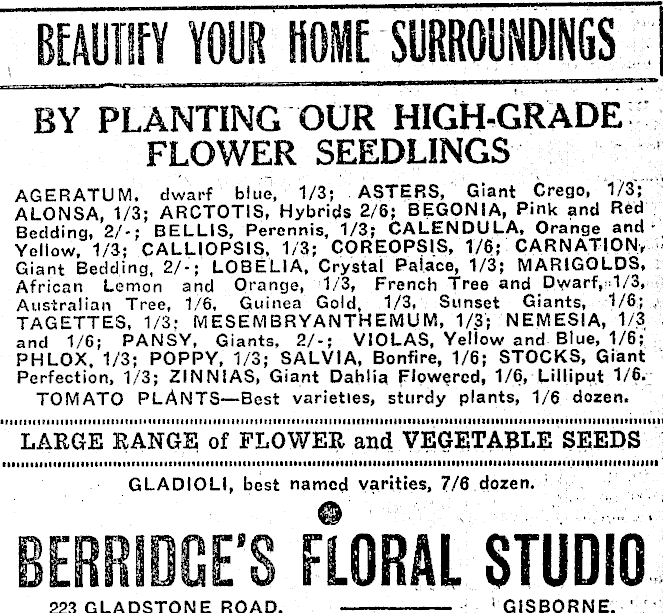 BEAUTIFY YOUR HOME SURROUNDINGS
BY PLANTING OUR HIGH-GRADE
FLOWER SEEDLINGS
AGERATUM, dwarf blue, 1/3; ASTERS, Giant Crego, 1/3;
ALONSA, 1/3; ARCTOTIS, Hybrids 2/6; BEGONIA, Pink and Red
Bedding, 2/-; BELLIS, Perennis, 1/3; CALENDULA, Orange and
Yellow, 1/3; CALLIOPSIS, 1/3; COREOPSIS, 1/6; CARNATION,
Giant Bedding, 2/-; LOBELIA, Crystal Palace, 1/3; MARIGOLDS,
African Lemon and Orange, 1/3, French Tree and Dwarf, 1/3,
Australian Tree, 1/6, Guinea Gold, 1/3, Sunset Giants, 1/6;
TAGETTES, 1/3; MESEMBRYANTHEMUM, 1/3; NEMESIA, 1/3
and 1/6; PANSY, Giants, 2/-; VIOLAS, Yellow and Blue, 1/6;
PHLOX, 1/3; POPPY, 1/3; SALVIA, Bonfire, 1/6; STOCKS, Giant
Perfection, 1/3; ZINNIAS, Giant Dahlia Flowered, 1/6, Lilliput 1/6.
TOMATO PLANTS—Best varieties, sturdy plants, 1/6 dozen.
LARGE RANGE of FLOWER and VEGETABLE SEEDS
GLADIOLI, best named varities, 7/6 dozen.
BERRIDGE'S FLORAL STUDIO
223 GLADSTONE ROAD, GISBORNE.